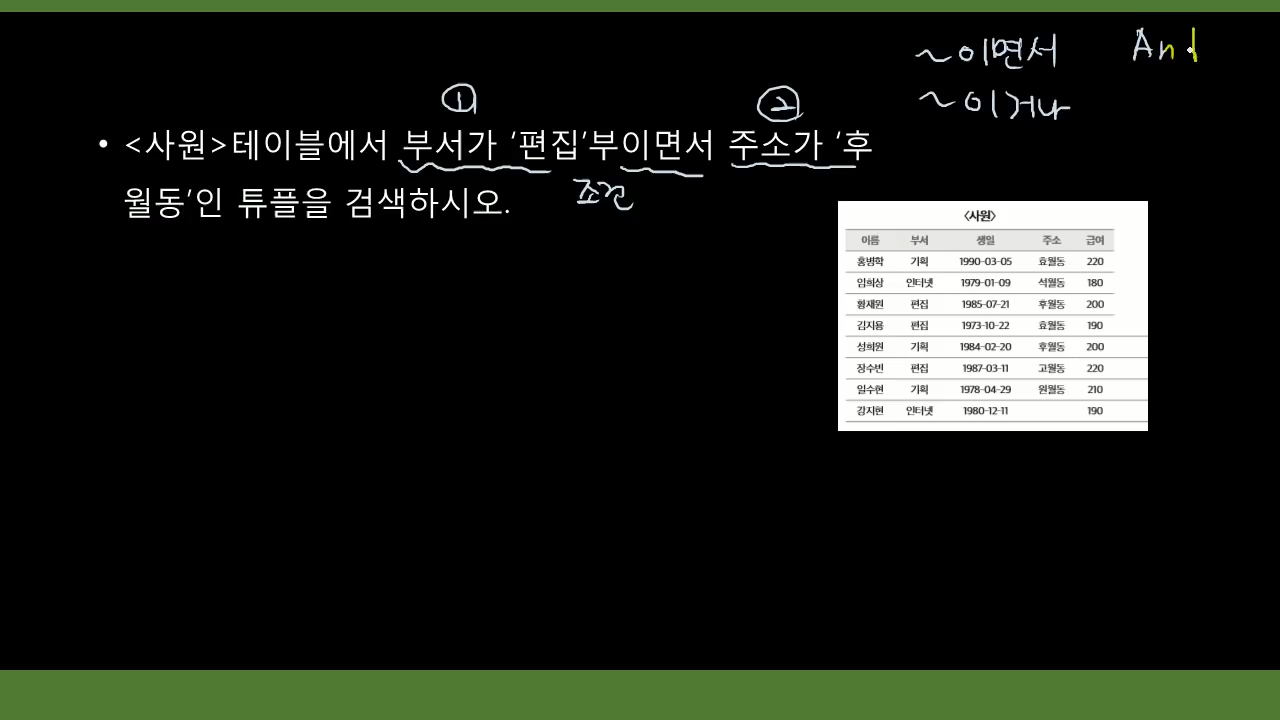 ~이면서 And
~이거나
① ②
• <사원>테이블에서 부서가 '편집'부이면서 주소가 '후
월동'인 튜플을 검색하시오.
조건
<사원>
이름 부서 생일 주소 급여
홍병학 기획 1990-03-05 효월동 220
임희상 인터넷 1979-01-09 석월동 180
황재원 편집 1985-07-21 후월동 200
김지용 편집 1973-10-22 효월동 190
성희원 기획 1984-02-20 후월동 200
장수빈 편집 1987-03-11 고월동 220
일수현 기획 1978-04-29 원월동 210
강지현 인터넷 1980-12-11 190